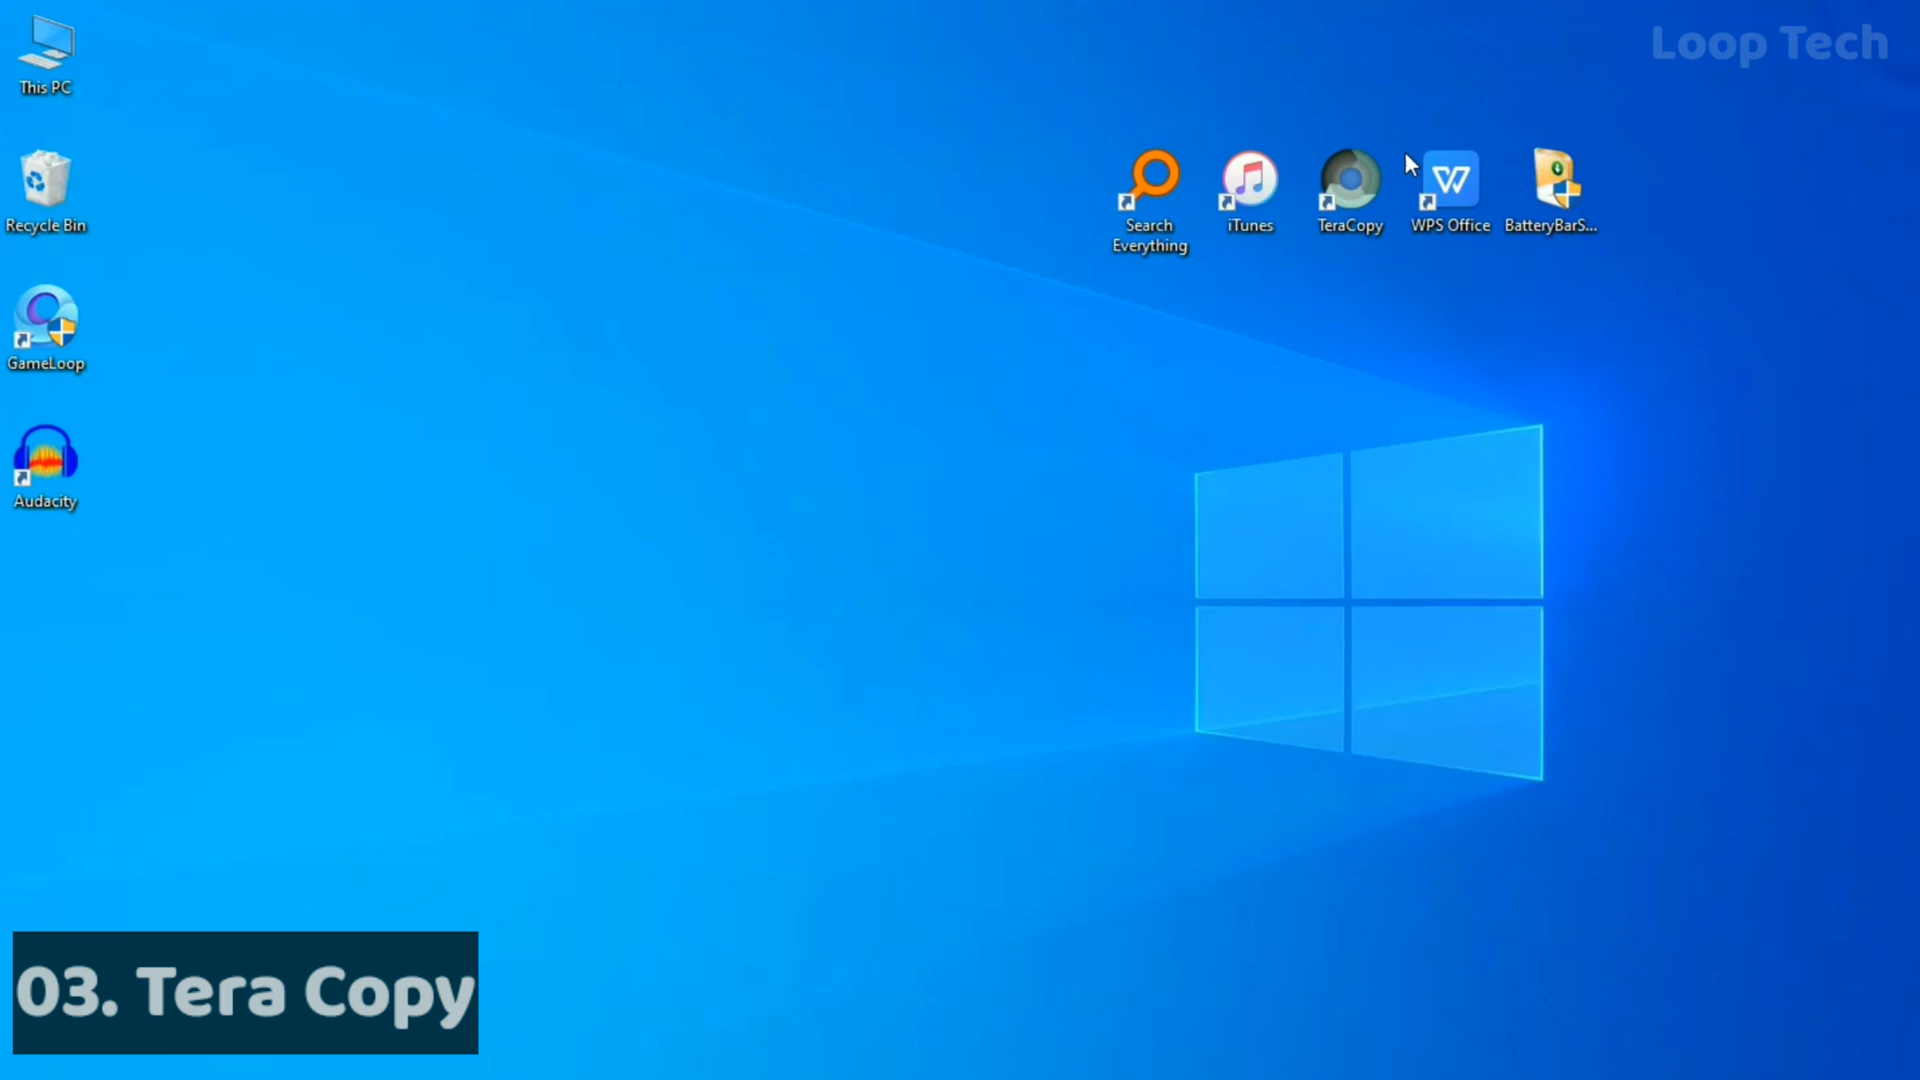 Loop Tech
This PC
Recycle Bin
GameLoop
Audacity
Search
Everything
iTunes
TeraCopy
WPS Office
BatteryBarS...
03. Tera Copy